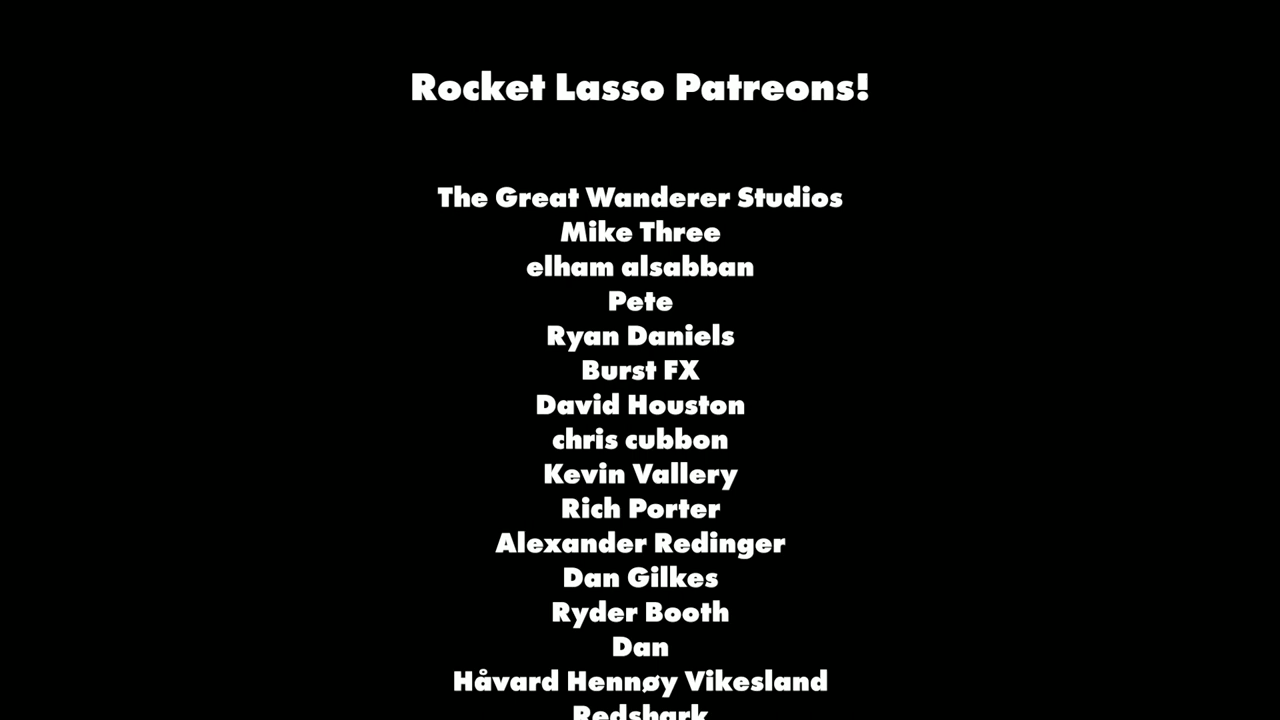 Rocket Lasso Patreons!
The Great Wanderer Studios
Mike Three
elham alsabban
Pete
Ryan Daniels
Burst FX
David Houston
chris cubbon
Kevin Vallery
Rich Porter
Alexander Redinger
Dan Gilkes
Ryder Booth
Dan
Håvard Hennøy Vikesland
Redshark